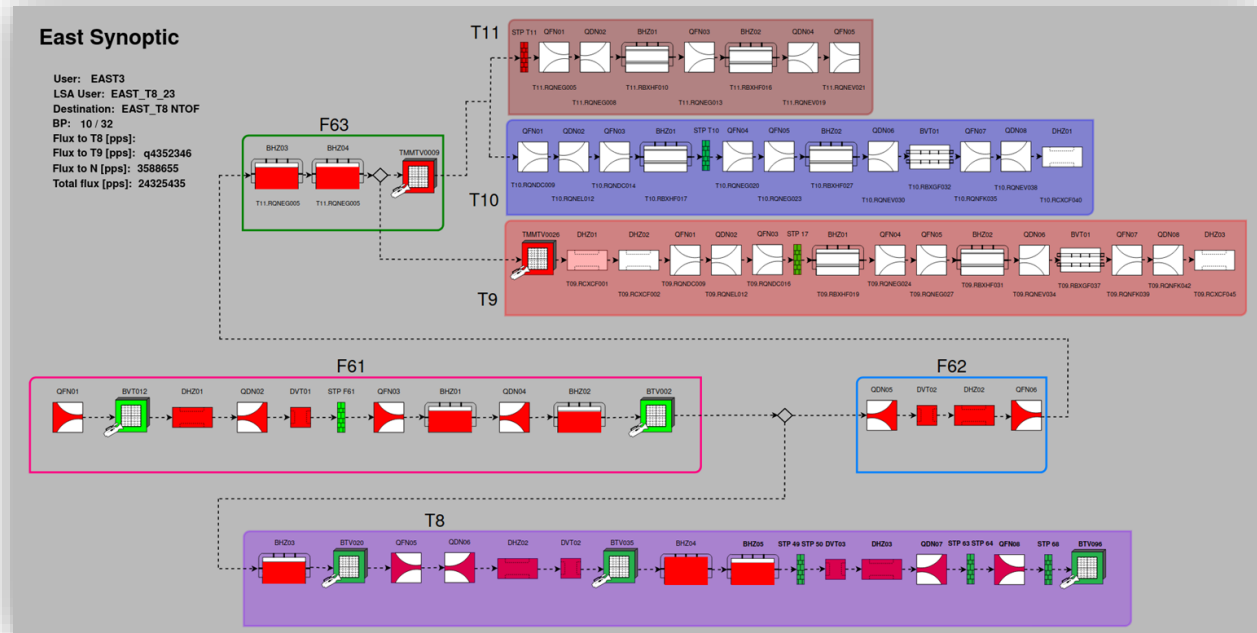 East Synoptic
User: EAST3
LSA User: EAST_T8_23
Destination: EAST_T8 NTOF
BP: 10 / 32
Flux to T8 [pps]:
Flux to T9 [pps]: q4352346
Flux to N [pps]: 3588655
Total flux [pps]: 24325435
T11
STP T11 QFN01 QDN02 BHZ01 QFN03 BHZ02 QDN04 QFN05
T11.RQNEG005 T11.RBXHF010 T11.RBXHF016 T11.RQNEV021
T11.RQNEG008 T11.RQNEG013 T11.RQNEV019
F63
BHZ03 BHZ04 TMMTV0009
T11.RQNEG005 T11.RQNEG005
T10
QFN01 QDN02 QFN03 BHZ01 STP T10 QFN04 QFN05 BHZ02 QDN06 BVT01 QFN07 QDN08 DHZ01
T10.RQNDC009 T10.RQNDC014 T10.RQNEG020 T10.RBXHF027 T10.RBXGF032 T10.RQNEV038
T10.RQNEL012 T10.RBXHF017 T10.RQNEG023 T10.RQNEV030 T10.RQNFK035 T10.RCXCF040
T9
TMMTV0026 DHZ01 DHZ02 QFN01 QDN02 QFN03 STP 17 BHZ01 QFN04 QFN05 BHZ02 QDN06 BVT01 QFN07 QDN08 DHZ03
T09.RCXCF001 T09.RQNDC009 T09.RQNDC016 T09.RQNEG024 T09.RBXHF031 T09.RBXGF037 T09.RQNFK042
T09.RCXCF002 T09.RQNEL012 T09.RBXHF019 T09.RQNEG027 T09.RQNEV034 T09.RQNFK039 T09.RCXCF045
F61
QFN01 BVT012 DHZ01 QDN02 DVT01 STP F61 QFN03 BHZ01 QDN04 BHZ02 BTV002
F62
QDN05 DVT02 DHZ02 QFN06
T8
BHZ03 BTV020 QFN05 QDN06 DHZ02 DVT02 BTV035 BHZ04 BHZ05 STP 49 STP 50 DVT03 DHZ03 QDN07 STP 63 STP 64 QFN08 STP 68 BTV096